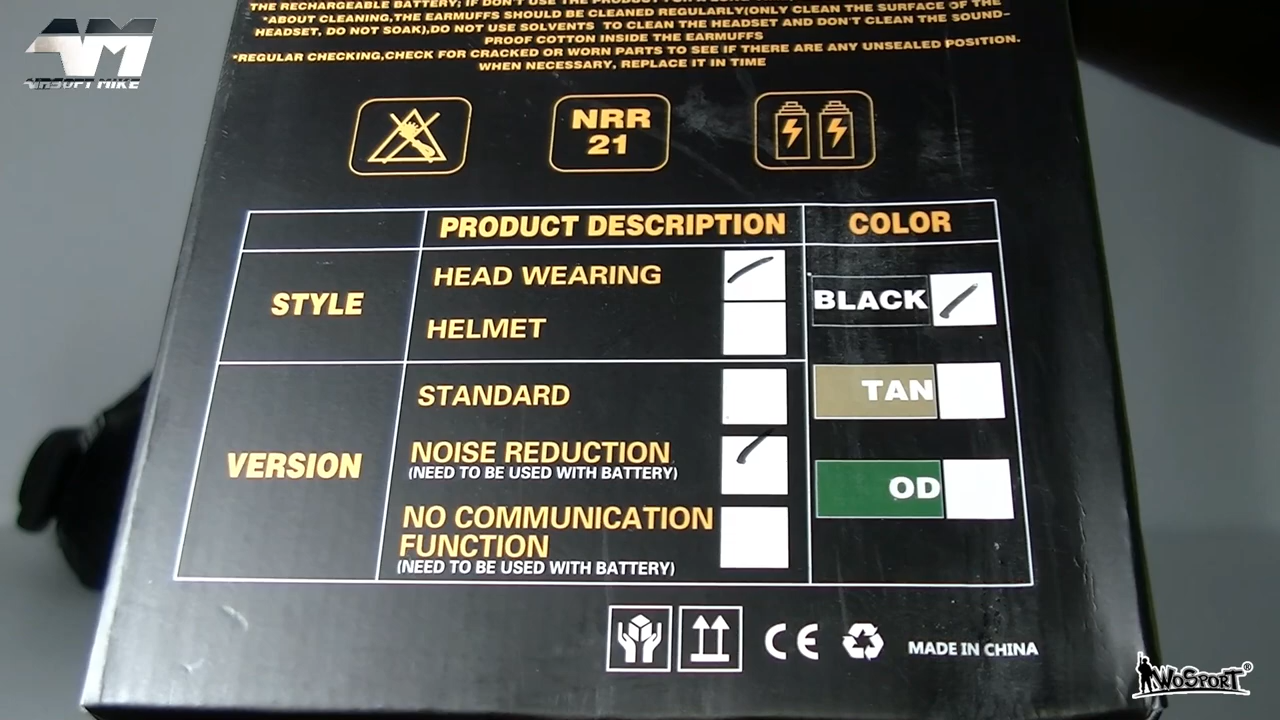 THE RECHARGEABLE BATTERY; IF DON'T USE THE PRODUCT FOR A
*ABOUT CLEANING,THE EARMUFFS SHOULD BE CLEANED REGULARLY(ONLY CLEAN THE SURFACE OF THE
HEADSET, DO NOT SOAK),DO NOT USE SOLVENTS TO CLEAN THE HEADSET AND DON'T CLEAN THE SOUND-
PROOF COTTON INSIDE THE EARMUFFS
*REGULAR CHECKING,CHECK FOR CRACKED OR WORN PARTS TO SEE IF THERE ARE ANY UNSEALED POSITION.
WHEN NECESSARY, REPLACE IT IN TIME
AM
AIRSOFT MIKE
NRR
21
PRODUCT DESCRIPTION
COLOR
STYLE
HEAD WEARING
HELMET
BLACK
TAN
OD
VERSION
STANDARD
NOISE REDUCTION
(NEED TO BE USED WITH BATTERY)
NO COMMUNICATION
FUNCTION
(NEED TO BE USED WITH BATTERY)
CE
MADE IN CHINA
WOSPORT®